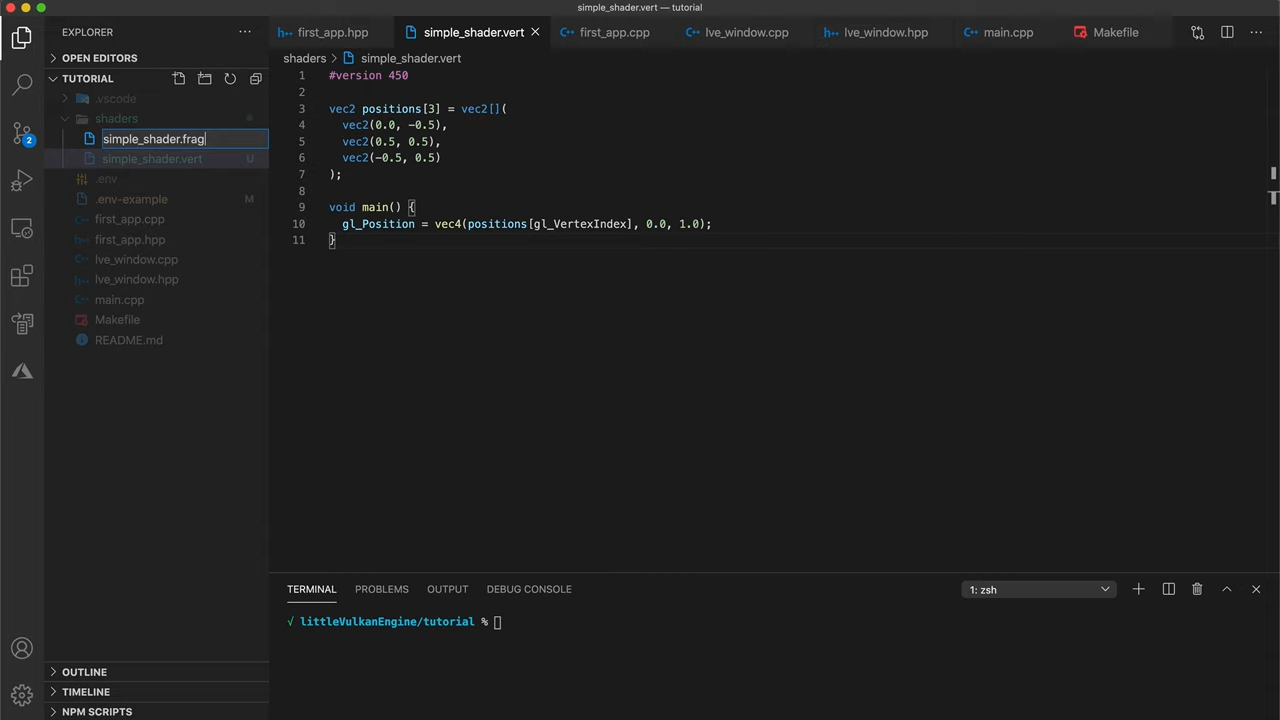 simple_shader.vert — tutorial
EXPLORER
first_app.hpp
simple_shader.vert
first_app.cpp
lve_window.cpp
lve_window.hpp
main.cpp
Makefile
OPEN EDITORS
shaders > simple_shader.vert
TUTORIAL
.vscode
shaders
simple_shader.frag
simple_shader.vert U
.env
.env-example M
first_app.cpp
first_app.hpp
lve_window.cpp
lve_window.hpp
main.cpp
Makefile
README.md
2
1 #version 450
2
3 vec2 positions[3] = vec2[](
4 vec2(0.0, -0.5),
5 vec2(0.5, 0.5),
6 vec2(-0.5, 0.5)
7 );
8
9 void main() {
10 gl_Position = vec4(positions[gl_VertexIndex], 0.0, 1.0);
11 }
TERMINAL PROBLEMS OUTPUT DEBUG CONSOLE
1: zsh
√ littleVulkanEngine/tutorial %
OUTLINE
TIMELINE
NPM SCRIPTS